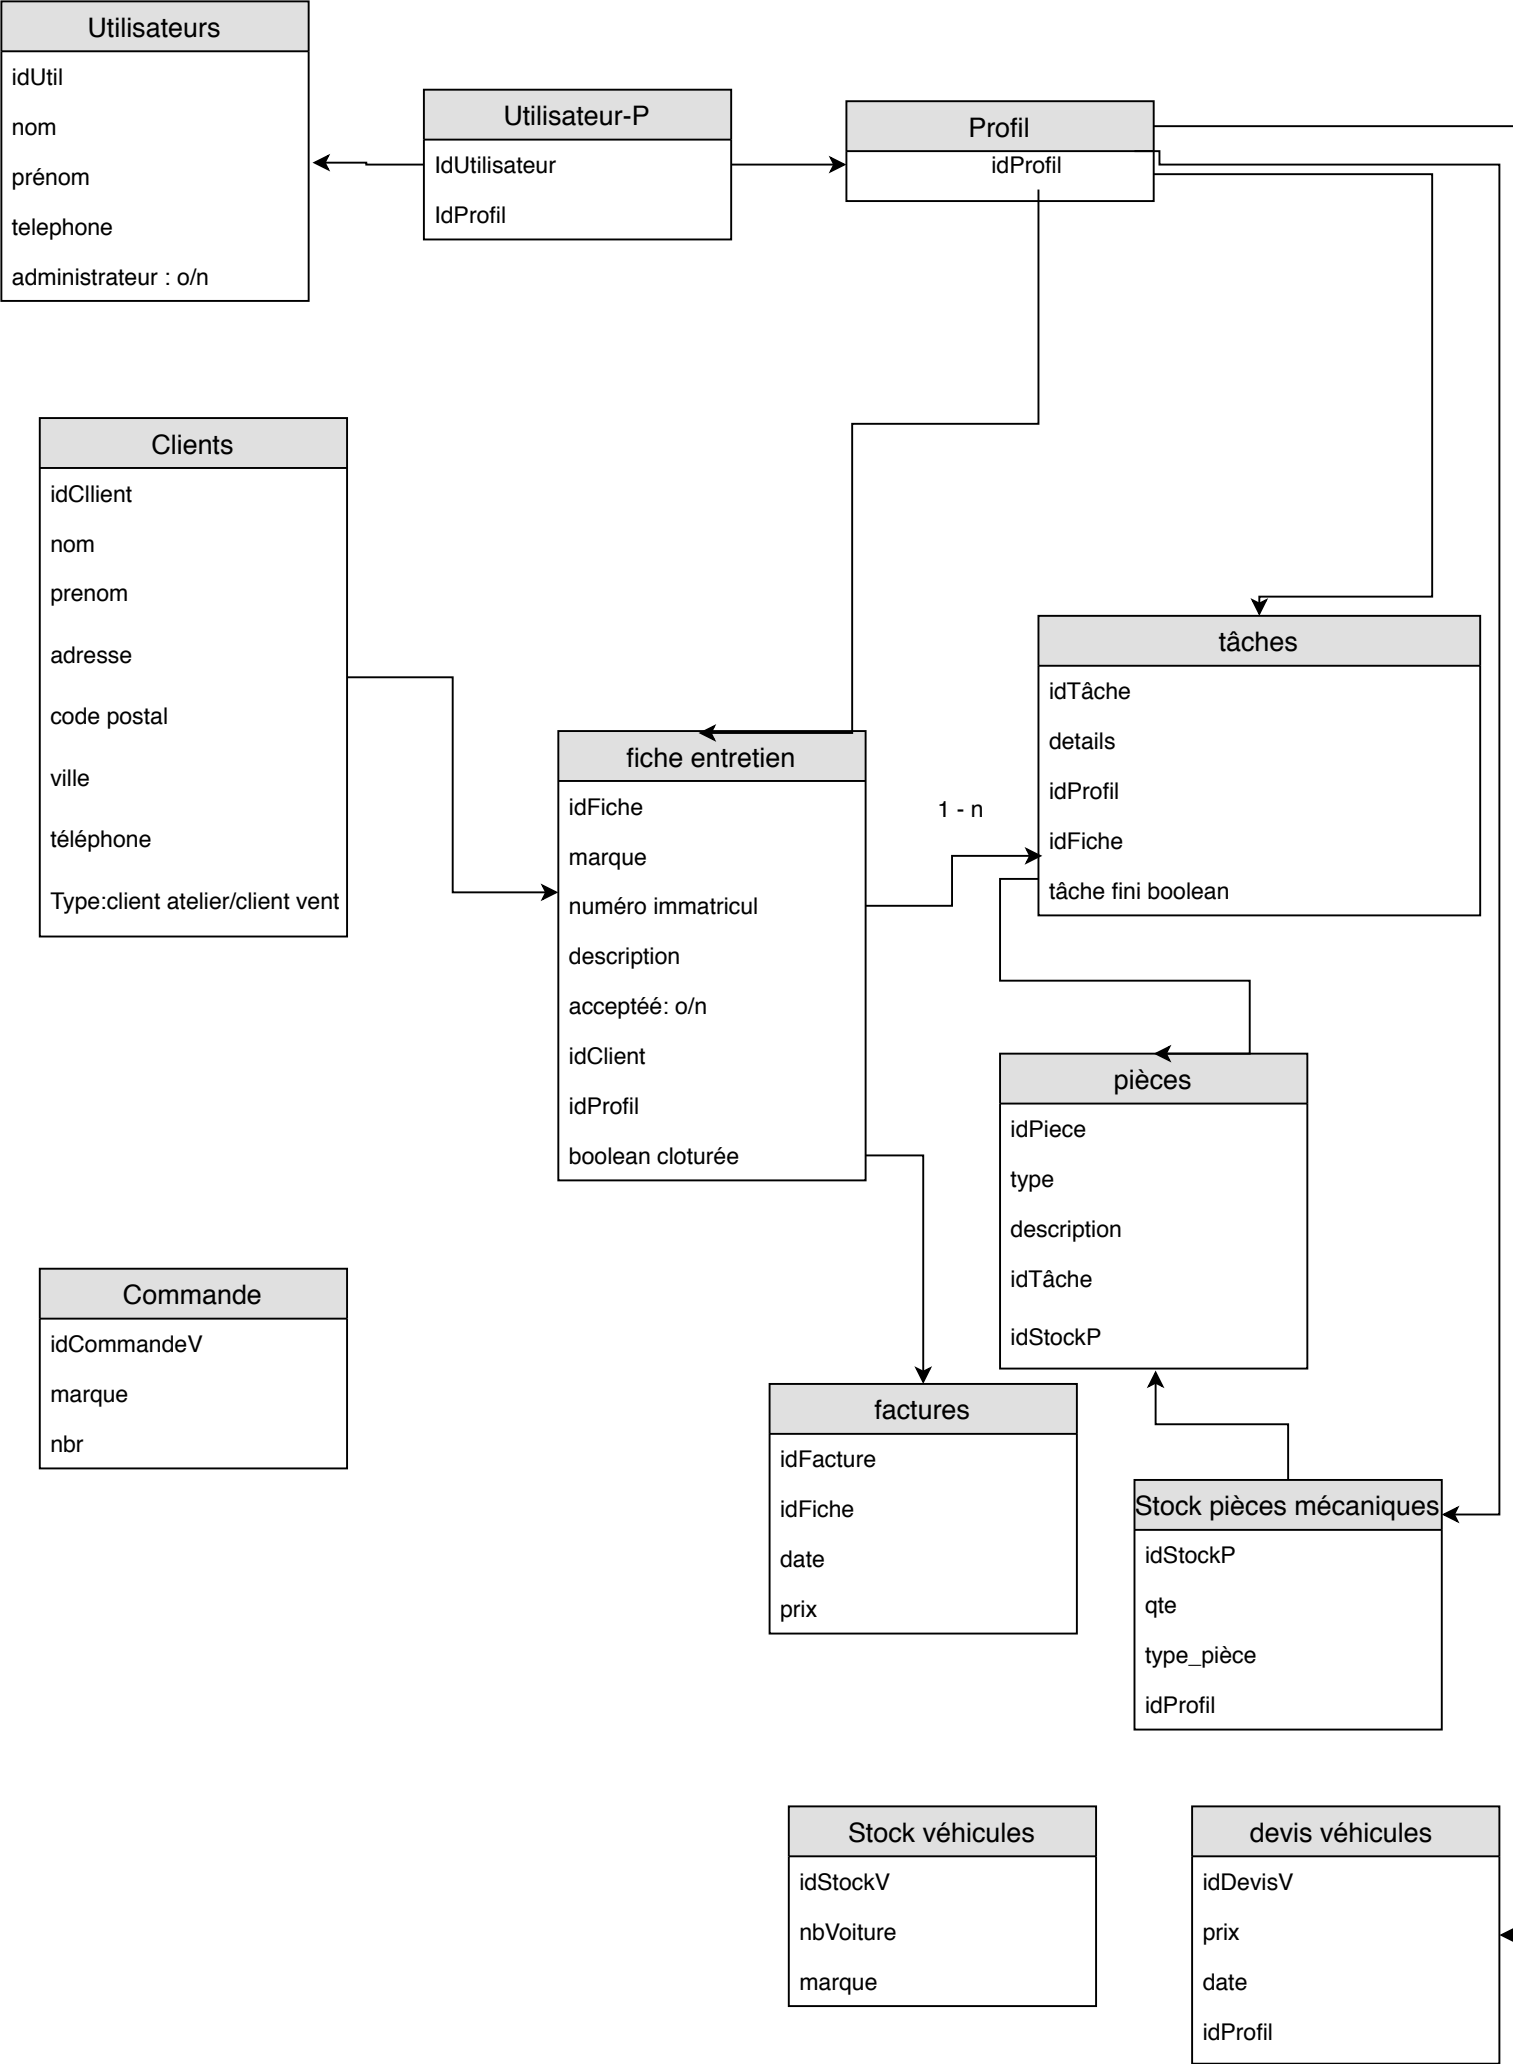 Utilisateurs
idUtil
nom
prénom
telephone
administrateur : o/n
Utilisateur-P
IdUtilisateur
IdProfil
Profil
idProfil
Clients
idCllient
nom
prenom
adresse
code postal
ville
téléphone
Type:client atelier/client vent
fiche entretien
idFiche
marque
numéro immatricul
description
acceptéé: o/n
idClient
idProfil
boolean cloturée
1 - n
tâches
idTâche
details
idProfil
idFiche
tâche fini boolean
pièces
idPiece
type
description
idTâche
idStockP
Commande
idCommandeV
marque
nbr
factures
idFacture
idFiche
date
prix
Stock pièces mécaniques
idStockP
qte
type_pièce
idProfil
Stock véhicules
idStockV
nbVoiture
marque
devis véhicules
idDevisV
prix
date
idProfil